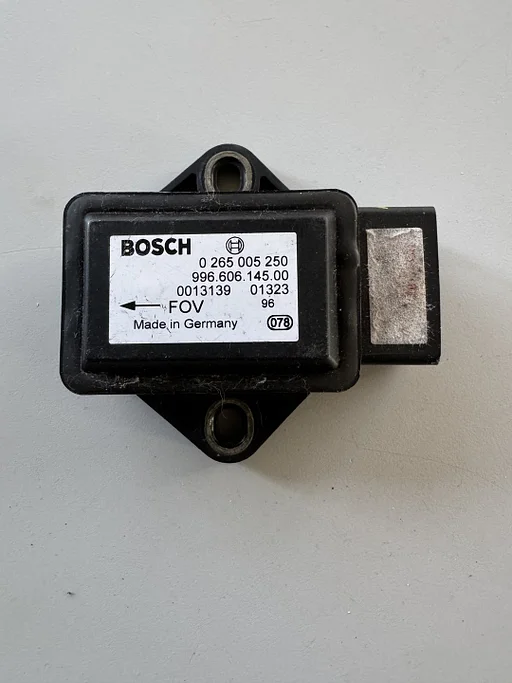 BOSCH
0 265 005 250
996.606.145.00
0013139 01323
FOV 96
Made in Germany 078